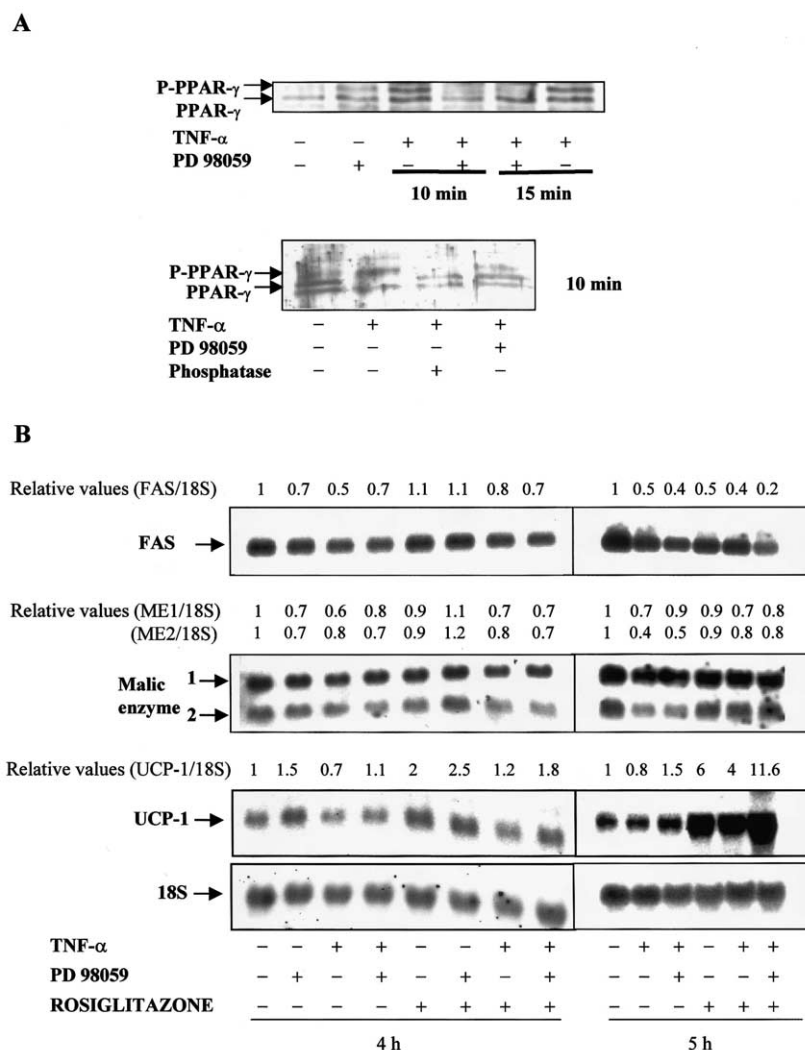 A
P-PPAR-γ
PPAR-γ
TNF-α – – + + + +
PD 98059 – + – + + –
10 min 15 min
P-PPAR-γ
PPAR-γ
10 min
TNF-α – + + +
PD 98059 – – – +
Phosphatase – – + –
B
Relative values (FAS/18S) 1 0.7 0.5 0.7 1.1 1.1 0.8 0.7 1 0.5 0.4 0.5 0.4 0.2
FAS
Relative values (ME1/18S) 1 0.7 0.6 0.8 0.9 1.1 0.7 0.7 1 0.7 0.9 0.9 0.7 0.8
(ME2/18S) 1 0.7 0.8 0.7 0.9 1.2 0.8 0.7 1 0.4 0.5 0.9 0.8 0.8
Malic 1
enzyme 2
Relative values (UCP-1/18S) 1 1.5 0.7 1.1 2 2.5 1.2 1.8 1 0.8 1.5 6 4 11.6
UCP-1
18S
TNF-α – – + + – – + + – + + – + +
PD 98059 – + – + – + – + – – + – – +
ROSIGLITAZONE – – – – + + + + – – – + + +
4 h 5 h